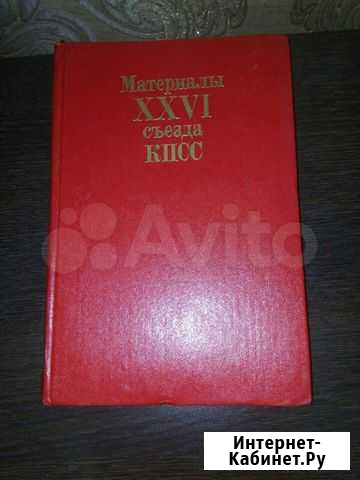 Материалы
XXVI
съезда
КПСС
Avito
Интернет-
Кабинет.Ру